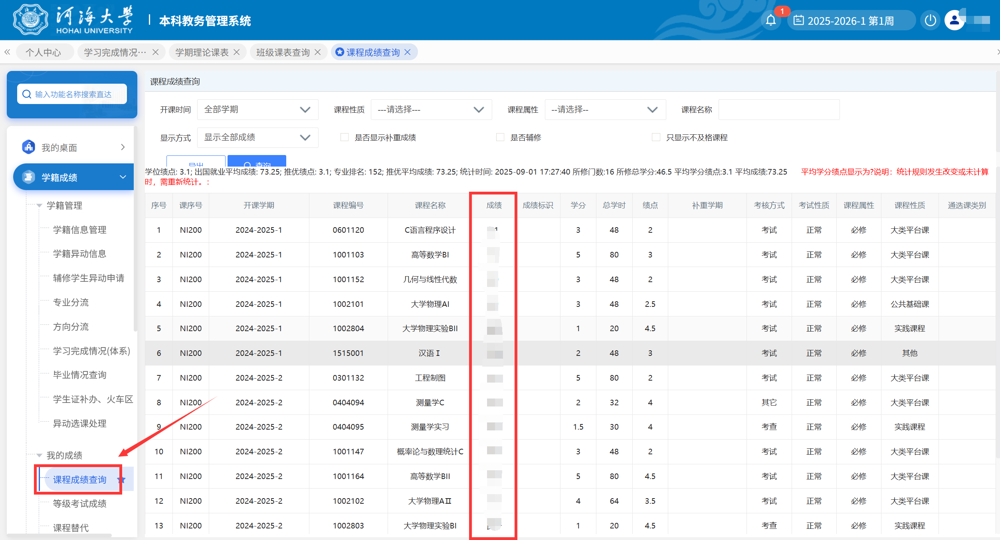 河海大学
HOHAI UNIVERSITY
本科教务管理系统
1
2025-2026-1 第1周
个人中心 学习完成情况··· 学期理论课表 班级课表查询 课程成绩查询
输入功能名称搜索直达
我的桌面
学籍成绩
学籍管理
学籍信息管理
学籍异动信息
辅修学生异动申请
专业分流
方向分流
学习完成情况(体系)
毕业情况查询
学生证补办、火车区
异动选课处理
我的成绩
课程成绩查询
等级考试成绩
课程替代
课程成绩查询
开课时间 全部学期 课程性质 ---请选择--- 课程属性 --请选择-- 课程名称
显示方式 显示全部成绩 是否显示补重成绩 是否辅修 只显示不及格课程
导出 查询
学位绩点: 3.1; 出国就业平均成绩: 73.25; 推优绩点: 3.1; 专业排名: 152; 推优平均成绩: 73.25; 统计时间: 2025-09-01 17:27:40 所修门数:16 所修总学分:46.5 平均学分绩点:3.1 平均成绩:73.25 平均学分绩点显示为?说明：统计规则发生改变或未计算
时，需重新统计。:
序号 课序号 开课学期 课程编号 课程名称 成绩 成绩标识 学分 总学时 绩点 补重学期 考核方式 考试性质 课程属性 课程性质 通选课类别
1 NI200 2024-2025-1 0601120 C语言程序设计 3 48 2 考试 正常 必修 大类平台课
2 NI200 2024-2025-1 1001103 高等数学BI 5 80 3 考试 正常 必修 大类平台课
3 NI200 2024-2025-1 1001152 几何与线性代数 3 48 2 考试 正常 必修 大类平台课
4 NI200 2024-2025-1 1002101 大学物理AI 3 48 2.5 考试 正常 必修 公共基础课
5 NI200 2024-2025-1 1002804 大学物理实验BII 1 20 4.5 考试 正常 必修 实践课程
6 NI200 2024-2025-1 1515001 汉语 I 2 48 3 考试 正常 必修 其他
7 NI200 2024-2025-2 0301132 工程制图 5 80 2 考试 正常 必修 大类平台课
8 NI200 2024-2025-2 0404094 测量学C 2 32 4 其它 正常 必修 大类平台课
9 NI200 2024-2025-2 0404095 测量学实习 1.5 30 4 考查 正常 必修 实践课程
10 NI200 2024-2025-2 1001147 概率论与数理统计C 3 48 2 考试 正常 必修 大类平台课
11 NI200 2024-2025-2 1001164 高等数学BII 5 80 4.5 考试 正常 必修 大类平台课
12 NI200 2024-2025-2 1002102 大学物理AⅡ 4 64 3.5 考试 正常 必修 大类平台课
13 NI200 2024-2025-2 1002803 大学物理实验BI 1 20 4.5 考查 正常 必修 实践课程